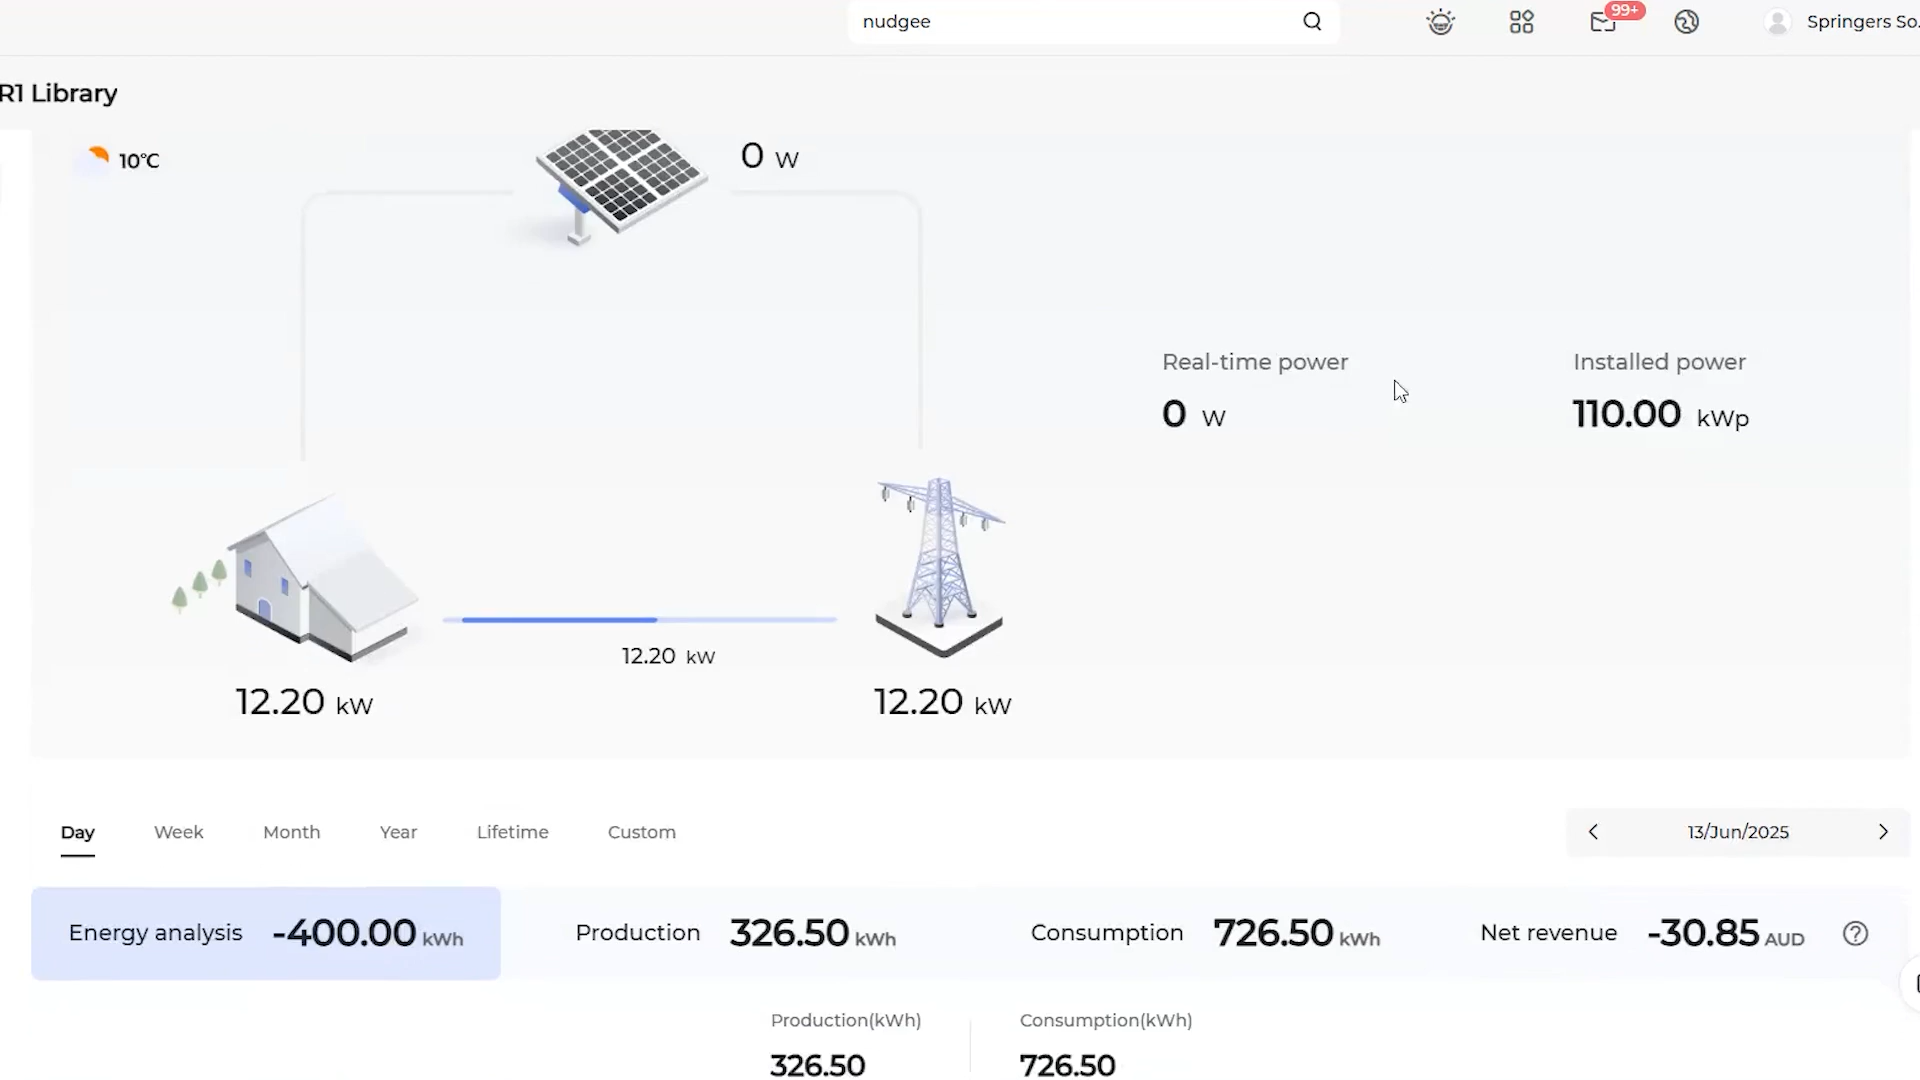 nudgee
99+
Springers So.
R1 Library
10°C
0 W
Real-time power
Installed power
0 W
110.00 kWp
12.20 kW
12.20 kW
12.20 kW
Day
Week
Month
Year
Lifetime
Custom
13/Jun/2025
Energy analysis -400.00 kWh
Production 326.50 kWh
Consumption 726.50 kWh
Net revenue -30.85 AUD
Production(kWh)
Consumption(kWh)
326.50
726.50